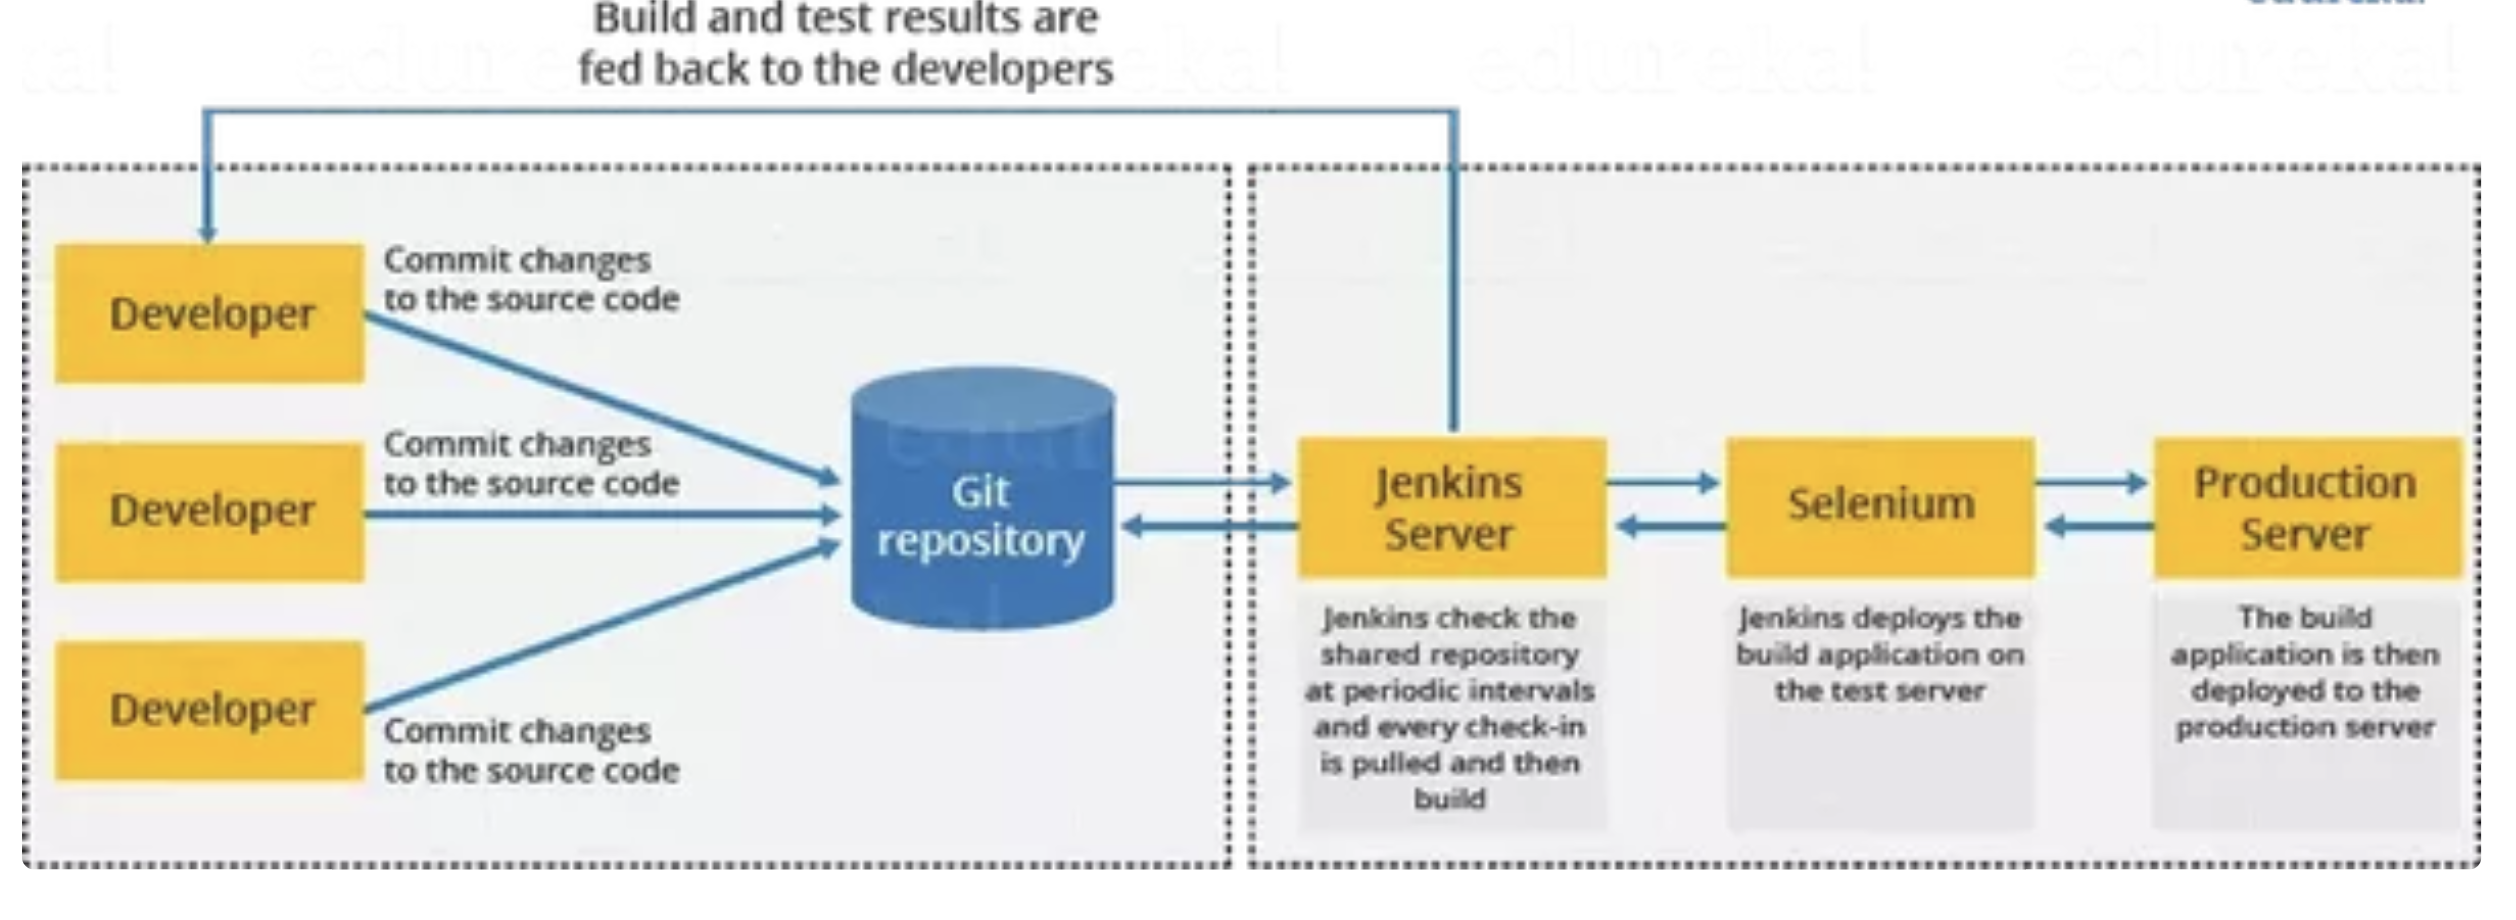 Build and test results are
fed back to the developers
Developer
Commit changes
to the source code
Developer
Commit changes
to the source code
Developer
Commit changes
to the source code
Git
repository
Jenkins
Server
Jenkins check the
shared repository
at periodic intervals
and every check-in
is pulled and then
build
Selenium
Jenkins deploys the
build application on
the test server
Production
Server
The build
application is then
deployed to the
production server
edureka!
edureka!